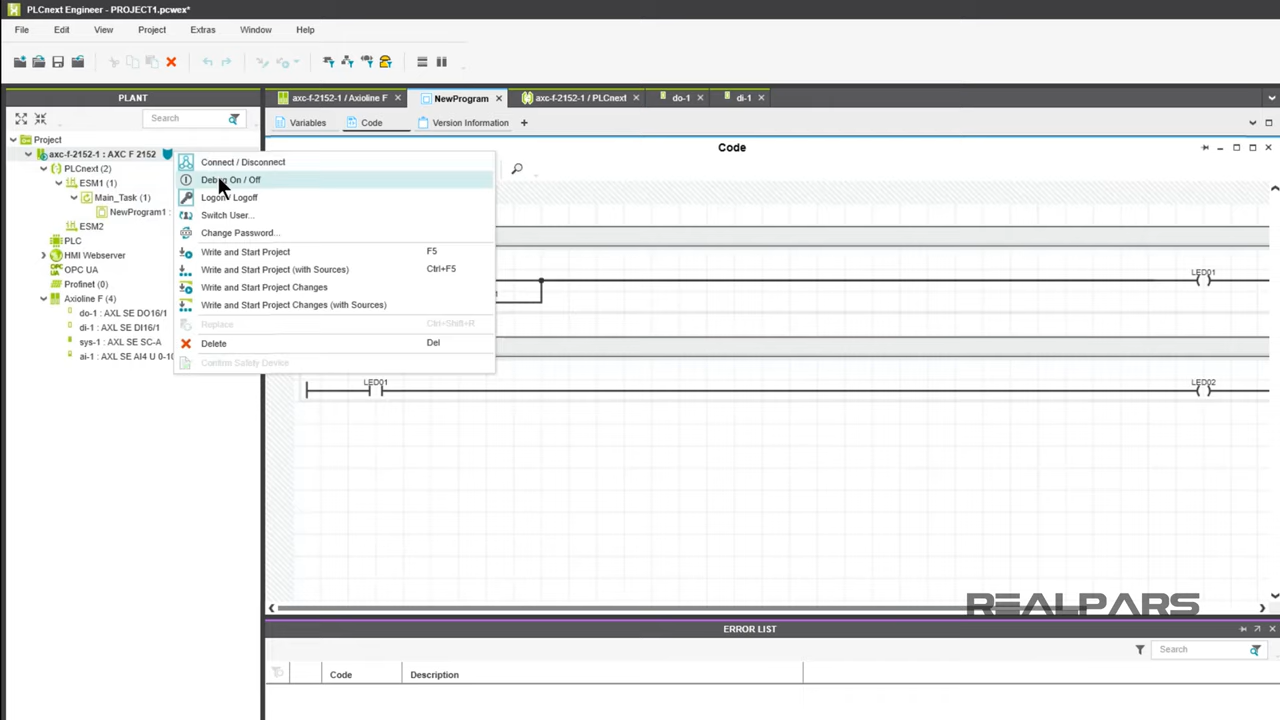 PLCnext Engineer - PROJECT1.pcwex*
File Edit View Project Extras Window Help
PLANT
Search
Project
axc-f-2152-1 : AXC F 2152
PLCnext (2)
ESM1 (1)
Main_Task (1)
NewProgram1 :
ESM2
PLC
HMI Webserver
OPC UA
Profinet (0)
Axioline F (4)
do-1 : AXL SE DO16/1
di-1 : AXL SE DI16/1
sys-1 : AXL SE SC-A
ai-1 : AXL SE AI4 U 0-10
Connect / Disconnect
Debug On / Off
Logon / Logoff
Switch User...
Change Password...
Write and Start Project F5
Write and Start Project (with Sources) Ctrl+F5
Write and Start Project Changes
Write and Start Project Changes (with Sources)
Replace Ctrl+Shift+R
Delete Del
Confirm Safety Device
axc-f-2152-1 / Axioline F NewProgram axc-f-2152-1 / PLCnext do-1 di-1
Variables Code Version Information
Code
LED01
LED01 LED02
REALPARS
ERROR LIST
Search
Code Description